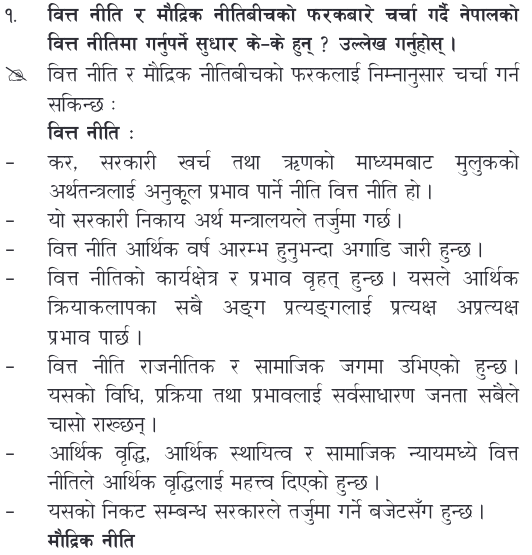 १. वित्त नीति र मौद्रिक नीतिबीचको फरकबारे चर्चा गर्दै नेपालको
वित्त नीतिमा गर्नुपर्ने सुधार के-के हुन् ? उल्लेख गर्नुहोस् ।
वित्त नीति र मौद्रिक नीतिबीचको फरकलाई निम्नानुसार चर्चा गर्न
सकिन्छ :
वित्त नीति :
- कर, सरकारी खर्च तथा ऋणको माध्यमबाट मुलुकको
अर्थतन्त्रलाई अनुकूल प्रभाव पार्ने नीति वित्त नीति हो ।
- यो सरकारी निकाय अर्थ मन्त्रालयले तर्जुमा गर्छ ।
- वित्त नीति आर्थिक वर्ष आरम्भ हुनुभन्दा अगाडि जारी हुन्छ ।
- वित्त नीतिको कार्यक्षेत्र र प्रभाव वृहत् हुन्छ । यसले आर्थिक
क्रियाकलापका सबै अङ्ग प्रत्यङ्गलाई प्रत्यक्ष अप्रत्यक्ष
प्रभाव पार्छ ।
- वित्त नीति राजनीतिक र सामाजिक जगमा उभिएको हुन्छ ।
यसको विधि, प्रक्रिया तथा प्रभावलाई सर्वसाधारण जनता सबैले
चासो राख्छन् ।
- आर्थिक वृद्धि, आर्थिक स्थायित्व र सामाजिक न्यायमध्ये वित्त
नीतिले आर्थिक वृद्धिलाई महत्त्व दिएको हुन्छ ।
- यसको निकट सम्बन्ध सरकारले तर्जुमा गर्ने बजेटसँग हुन्छ ।
मौद्रिक नीति